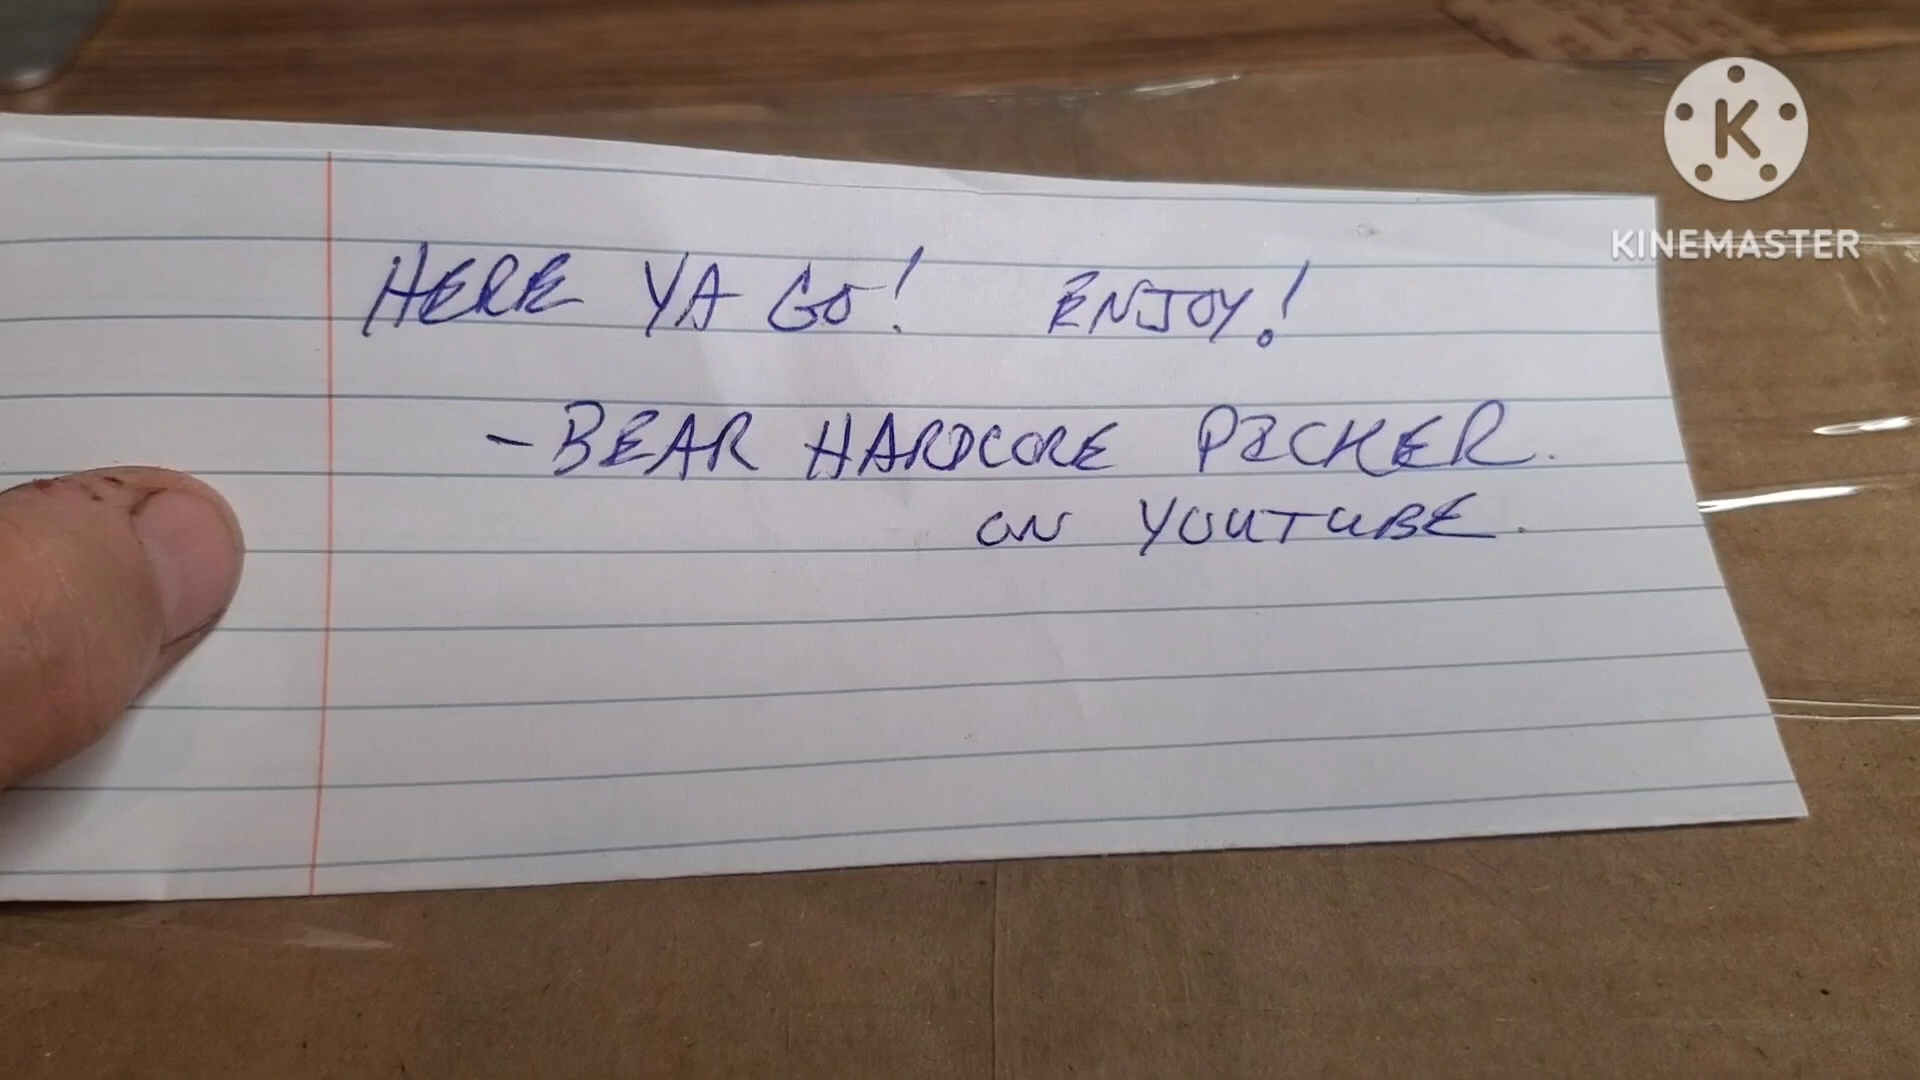 HERE YA GO! ENJOY!
-BEAR HARDCORE PICKER.
ON YOUTUBE.
K
KINEMASTER